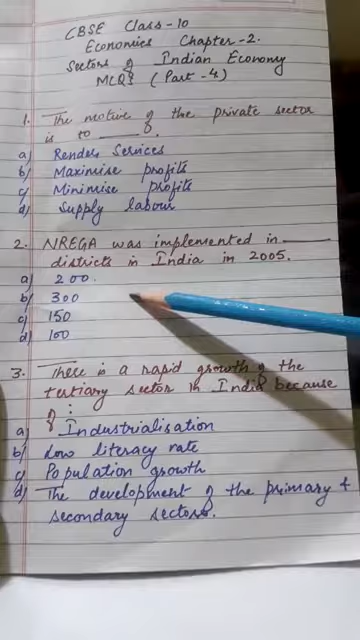 CBSE Class-10
Economics Chapter-2.
Sectors of Indian Economy
MCQs (Part-4)
1. The motive of the private sector
is to ______.
a) Render Services
b) Maximise profits
c) Minimise profits
d) Supply labour
2. NREGA was implemented in ______
districts in India in 2005.
a) 200.
b) 300
c) 150
d) 100
3. There is a rapid growth of the
tertiary sector in India because
of :
a) Industrialisation
b) Low literacy rate
c) Population growth
d) The development of the primary &
secondary sectors.